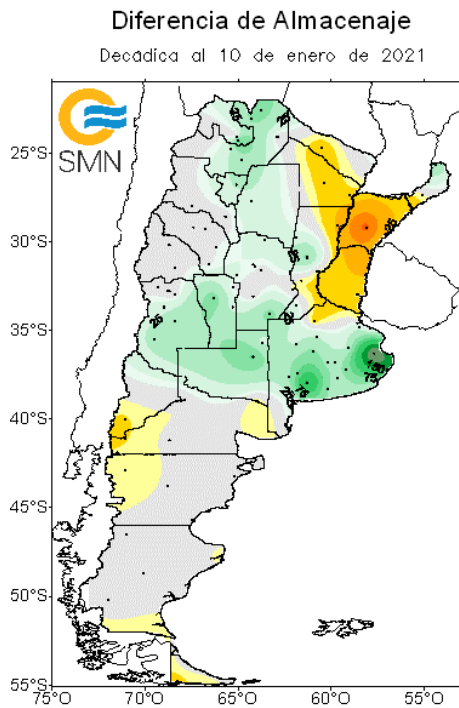 Diferencia de Almacenaje
Decádica al 10 de enero de 2021
SMN
25°S
30°S
35°S
40°S
45°S
50°S
55°S
75°O
70°O
65°O
60°O
55°O